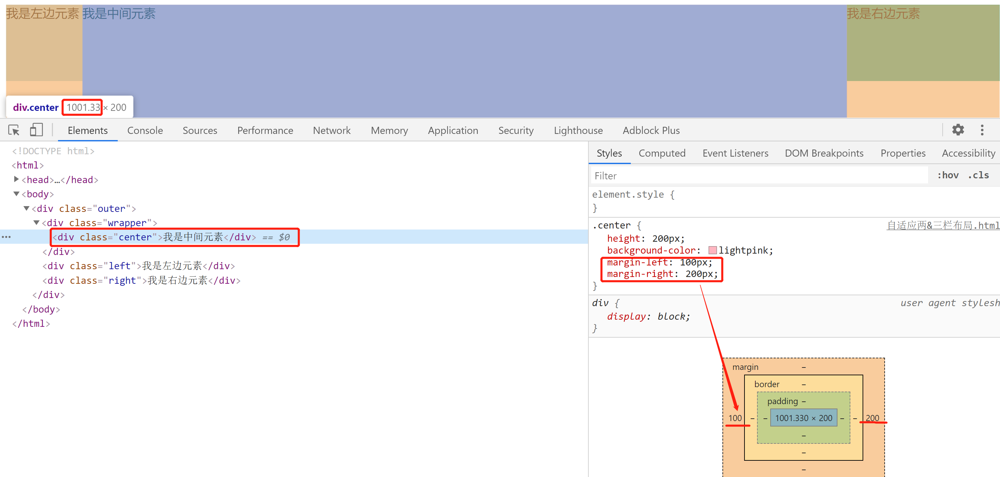 我是左边元素 我是中间元素 我是右边元素
div.center 1001.33 × 200
Elements Console Sources Performance Network Memory Application Security Lighthouse Adblock Plus
<!DOCTYPE html>
<html>
<head>…</head>
<body>
<div class="outer">
<div class="wrapper">
<div class="center">我是中间元素</div> == $0
</div>
<div class="left">我是左边元素</div>
<div class="right">我是右边元素</div>
</div>
</body>
</html>
Styles Computed Event Listeners DOM Breakpoints Properties Accessibility
Filter :hov .cls
element.style {
}
.center { 自适应两&三栏布局.html
height: 200px;
background-color: lightpink;
margin-left: 100px;
margin-right: 200px;
}
div { user agent stylesh
display: block;
}
margin –
border –
padding –
100 – – 1001.330 × 200 – – 200
–
–
–